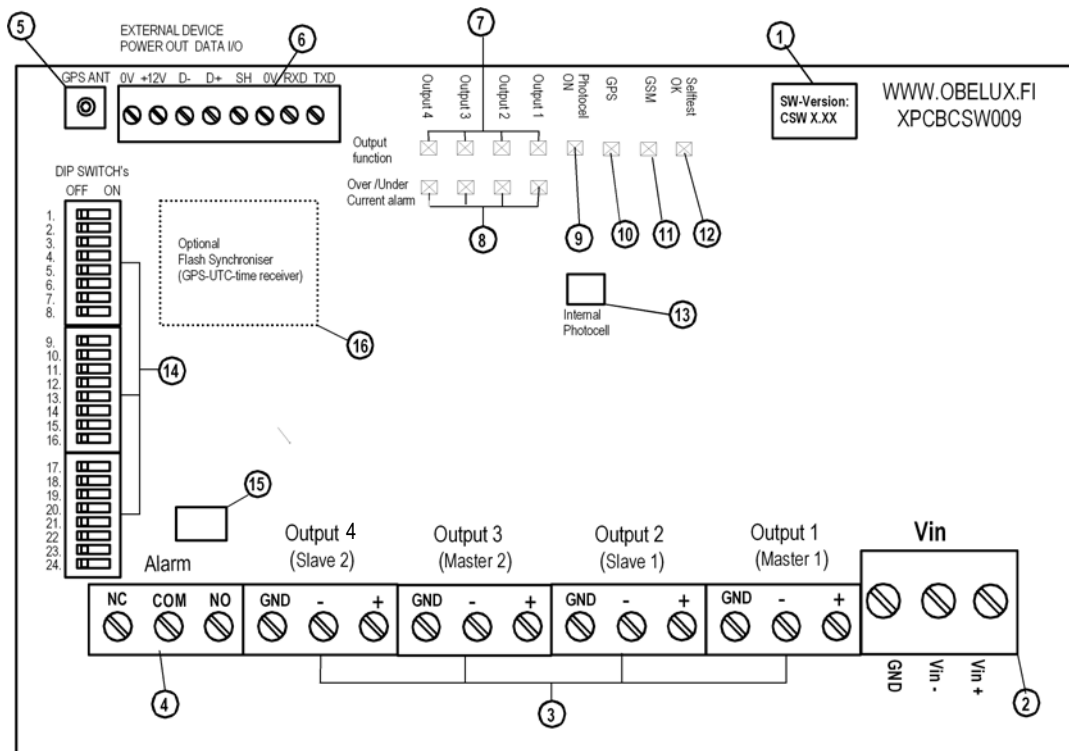 5
EXTERNAL DEVICE
POWER OUT DATA I/O
6
7
1
GPS ANT
0V +12V D- D+ SH 0V RXD TXD
Output 4
Output 3
Output 2
Output 1
Photocel ON
GPS
GSM
Selftest OK
SW-Version:
CSW X.XX
WWW.OBELUX.FI
XPCBCSW009
Output
function
Over /Under
Current alarm
8
9
10
11
12
DIP SWITCH's
OFF ON
1.
2.
3.
4.
5.
6.
7.
8.
9.
10.
11.
12.
13.
14
15.
16.
17.
18.
19.
20.
21.
22.
23.
24.
14
Optional
Flash Synchroniser
(GPS-UTC-time receiver)
16
Internal
Photocell
13
15
Alarm
Output 4
(Slave 2)
Output 3
(Master 2)
Output 2
(Slave 1)
Output 1
(Master 1)
Vin
NC COM NO
GND - +
GND - +
GND - +
GND - +
GND
Vin -
Vin +
4
3
2